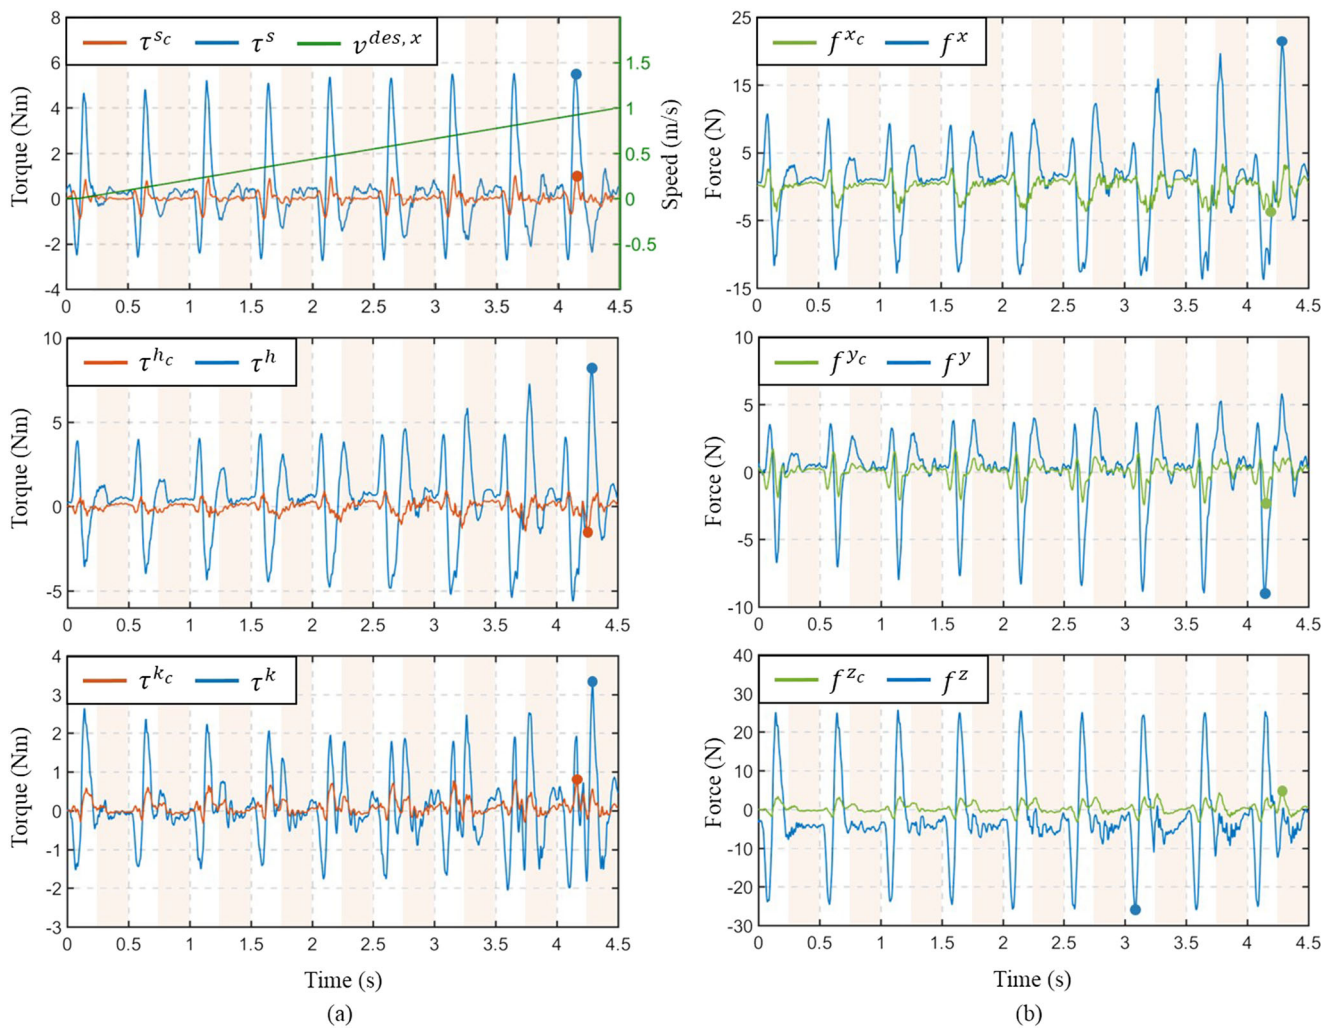 τ^{s_c} τ^s v^{des,x}
8
6
4
2
0
-2
-4
Torque (Nm)
1.5
1
0.5
0
-0.5
Speed (m/s)
0 0.5 1 1.5 2 2.5 3 3.5 4 4.5
f^{x_c} f^x
25
15
5
-5
-15
Force (N)
0 0.5 1 1.5 2 2.5 3 3.5 4 4.5
τ^{h_c} τ^h
10
5
0
-5
Torque (Nm)
0 0.5 1 1.5 2 2.5 3 3.5 4 4.5
f^{y_c} f^y
10
5
0
-5
-10
Force (N)
0 0.5 1 1.5 2 2.5 3 3.5 4 4.5
τ^{k_c} τ^k
4
3
2
1
0
-1
-2
-3
Torque (Nm)
0 0.5 1 1.5 2 2.5 3 3.5 4 4.5
f^{z_c} f^z
40
30
20
10
0
-10
-20
-30
Force (N)
0 0.5 1 1.5 2 2.5 3 3.5 4 4.5
Time (s)
Time (s)
(a)
(b)